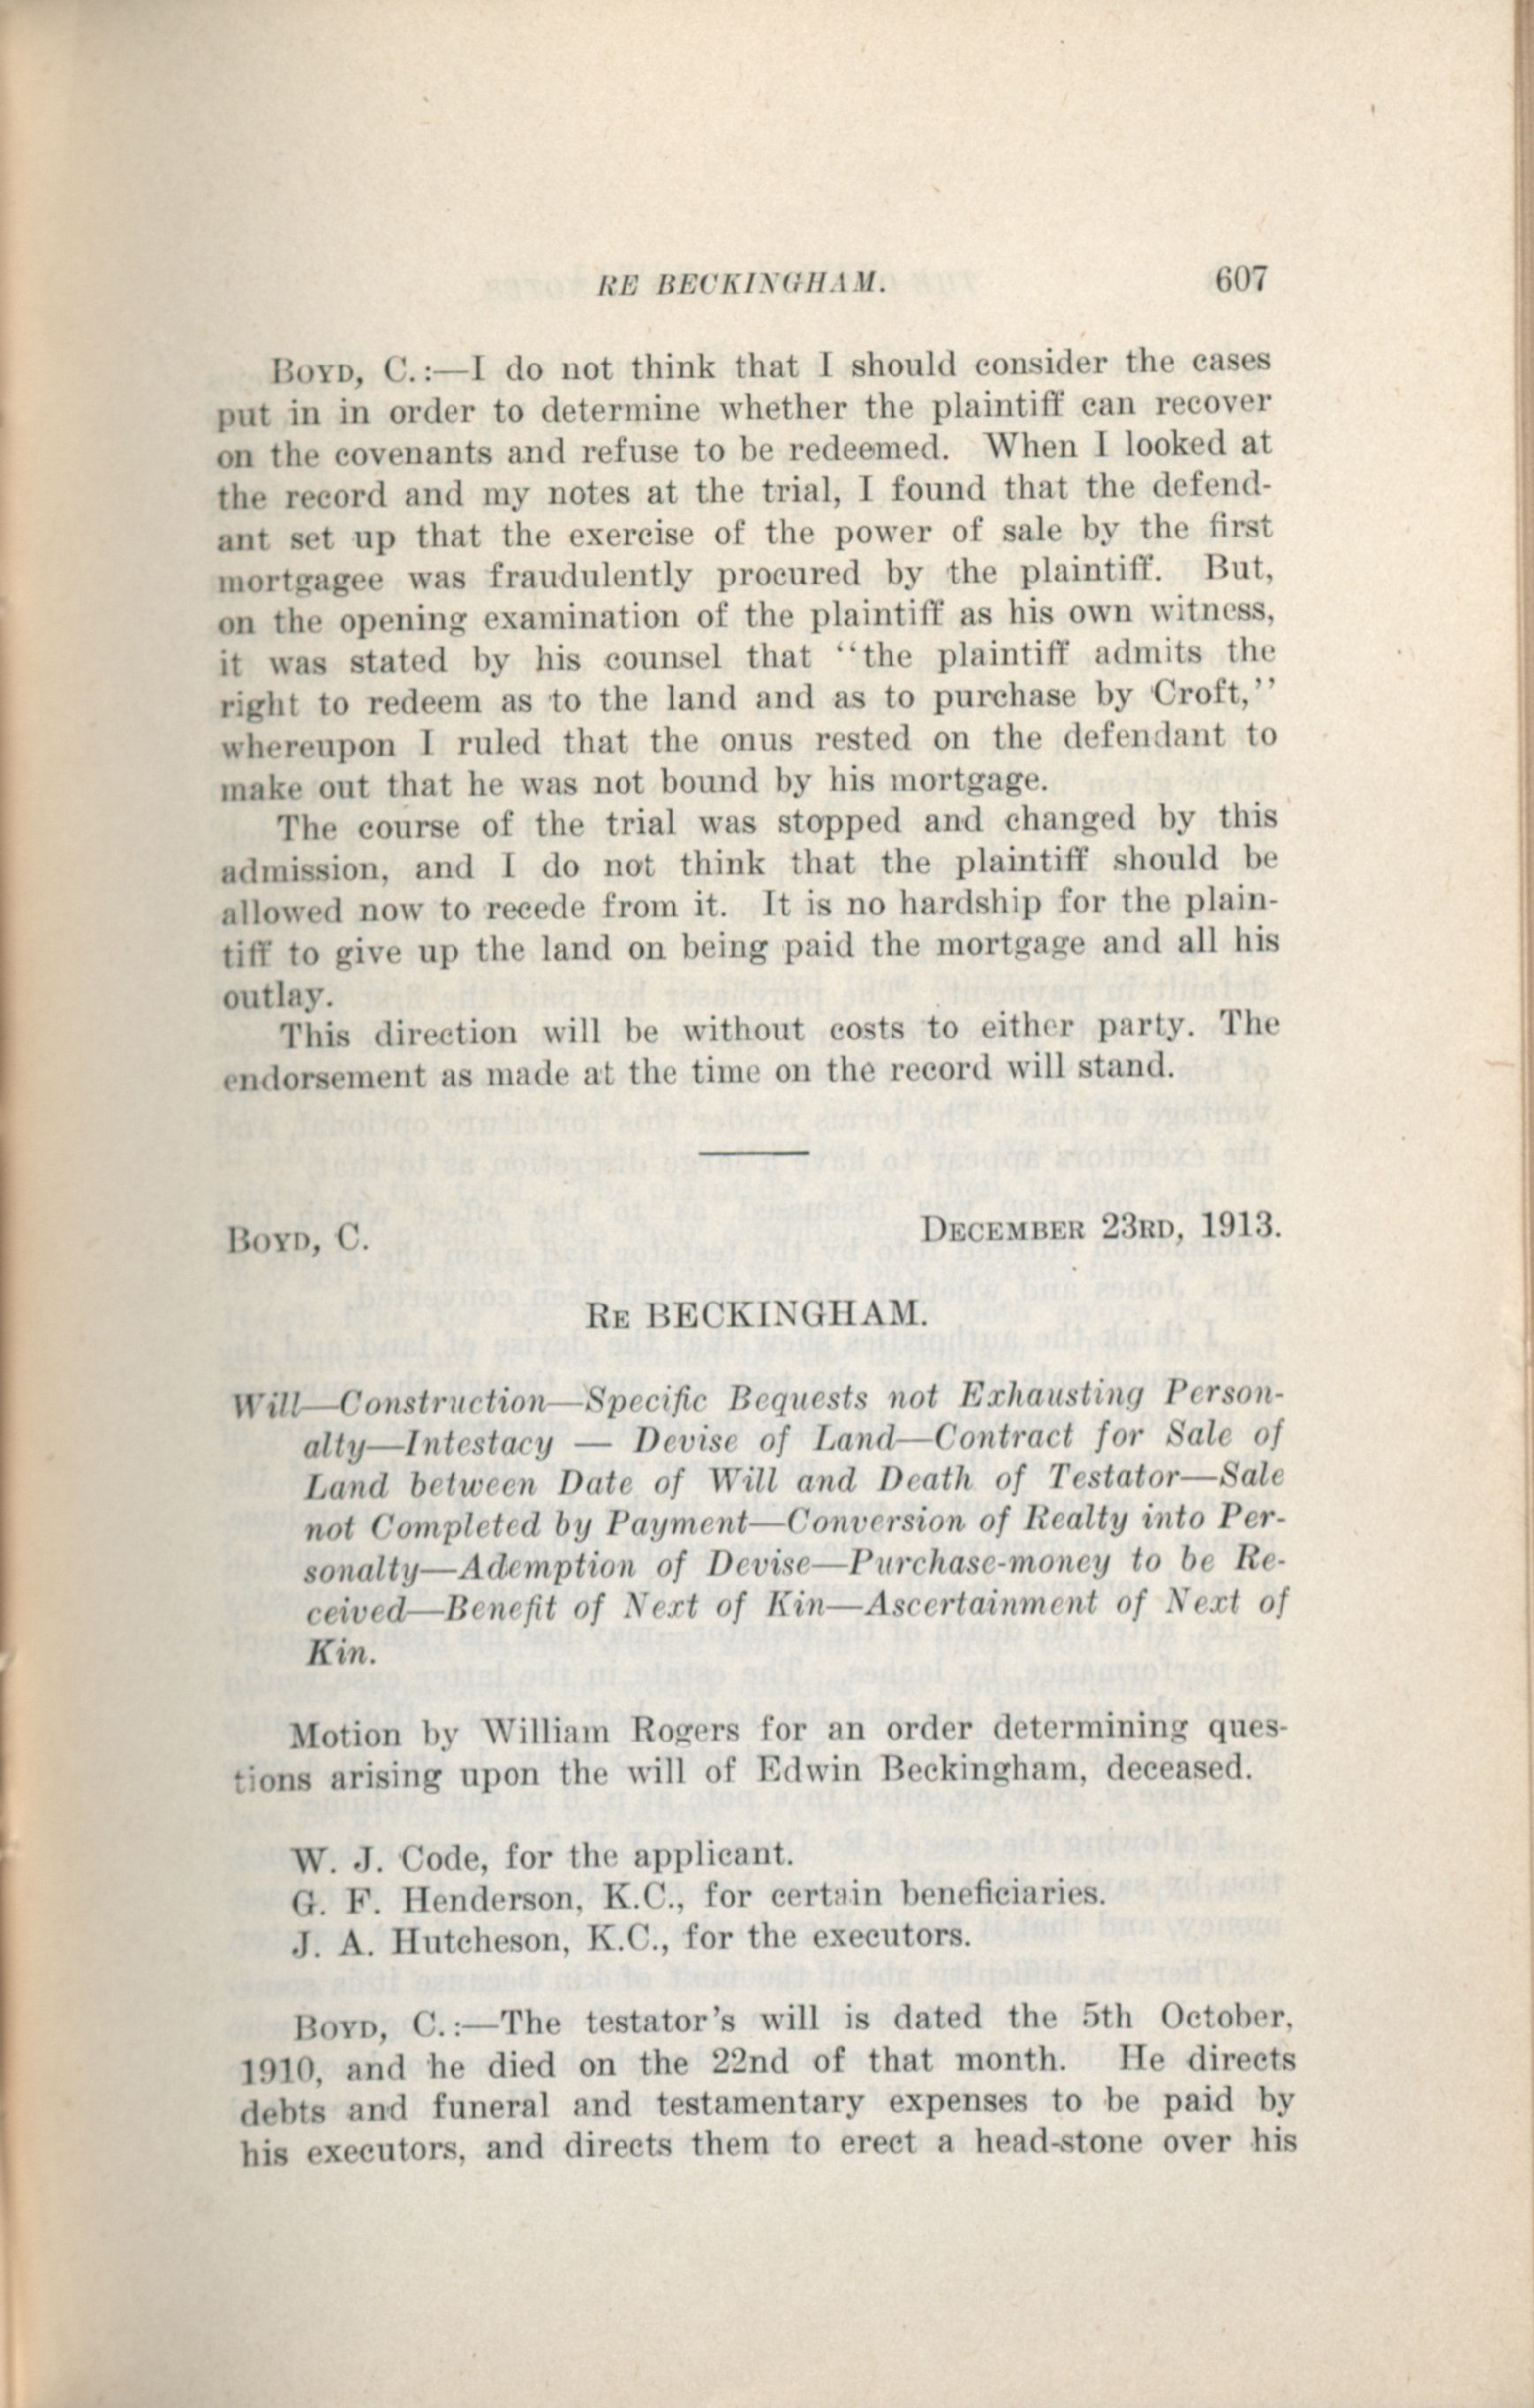 RE BECKINGHAM. 607
BOYD, C.:—I do not think that I should consider the cases
put in in order to determine whether the plaintiff can recover
on the covenants and refuse to be redeemed. When I looked at
the record and my notes at the trial, I found that the defend-
ant set up that the exercise of the power of sale by the first
mortgagee was fraudulently procured by the plaintiff. But,
on the opening examination of the plaintiff as his own witness,
it was stated by his counsel that ‘‘the plaintiff admits the
right to redeem as to the land and as to purchase by Croft,’’
whereupon I ruled that the onus rested on the defendant to
make out that he was not bound by his mortgage.
The course of the trial was stopped and changed by this
admission, and I do not think that the plaintiff should be
allowed now to recede from it. It is no hardship for the plain-
tiff to give up the land on being paid the mortgage and all his
outlay.
This direction will be without costs to either party. The
endorsement as made at the time on the record will stand.
BOYD, C. DECEMBER 23RD, 1913.
RE BECKINGHAM.
Will—Construction—Specific Bequests not Exhausting Person-
alty—Intestacy — Devise of Land—Contract for Sale of
Land between Date of Will and Death of Testator—Sale
not Completed by Payment—Conversion of Realty into Per-
sonalty—Ademption of Devise—Purchase-money to be Re-
ceived—Benefit of Next of Kin—Ascertainment of Next of
Kin.
Motion by William Rogers for an order determining ques-
tions arising upon the will of Edwin Beckingham, deceased.
W. J. Code, for the applicant.
G. F. Henderson, K.C., for certain beneficiaries.
J. A. Hutcheson, K.C., for the executors.
BOYD, C.:—The testator's will is dated the 5th October,
1910, and he died on the 22nd of that month. He directs
debts and funeral and testamentary expenses to be paid by
his executors, and directs them to erect a head-stone over his